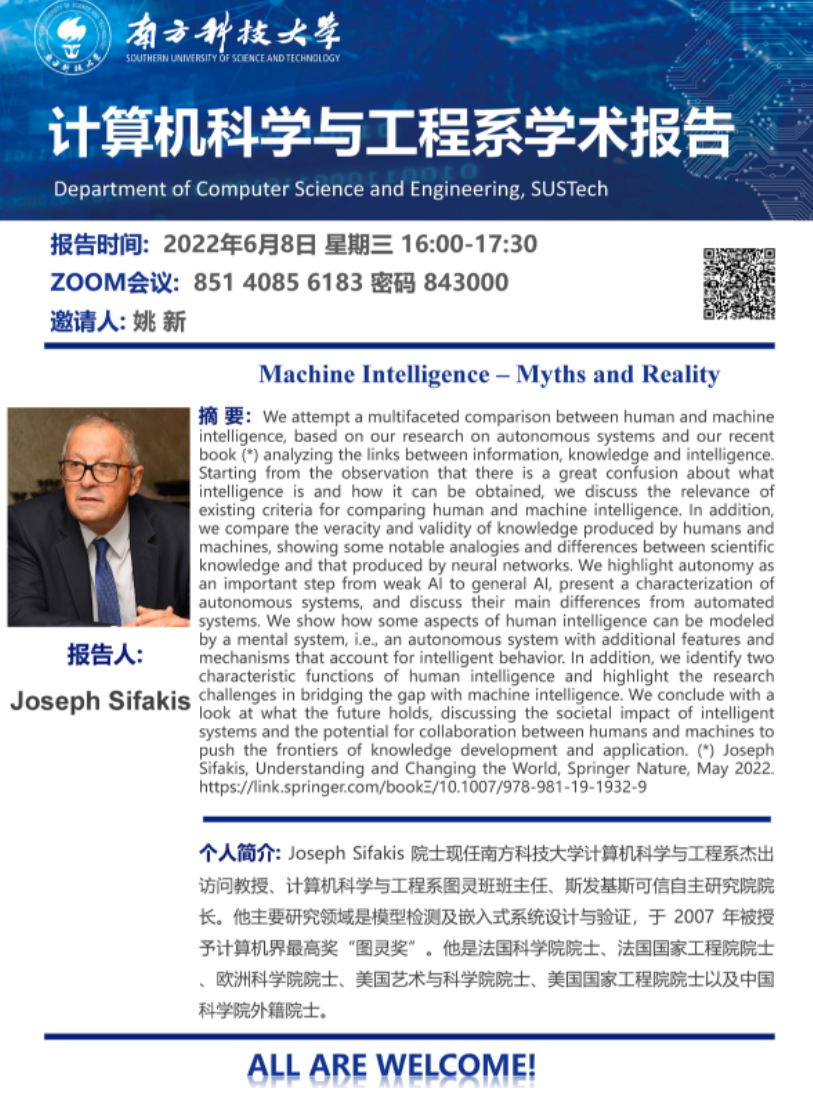 南方科技大学
SOUTHERN UNIVERSITY OF SCIENCE AND TECHNOLOGY
计算机科学与工程系学术报告
Department of Computer Science and Engineering, SUSTech
报告时间: 2022年6月8日 星期三 16:00-17:30
ZOOM会议: 851 4085 6183 密码 843000
邀请人: 姚 新
Machine Intelligence – Myths and Reality
摘 要: We attempt a multifaceted comparison between human and machine
intelligence, based on our research on autonomous systems and our recent
book (*) analyzing the links between information, knowledge and intelligence.
Starting from the observation that there is a great confusion about what
intelligence is and how it can be obtained, we discuss the relevance of
existing criteria for comparing human and machine intelligence. In addition,
we compare the veracity and validity of knowledge produced by humans and
machines, showing some notable analogies and differences between scientific
knowledge and that produced by neural networks. We highlight autonomy as
an important step from weak AI to general AI, present a characterization of
autonomous systems, and discuss their main differences from automated
systems. We show how some aspects of human intelligence can be modeled
by a mental system, i.e., an autonomous system with additional features and
mechanisms that account for intelligent behavior. In addition, we identify two
characteristic functions of human intelligence and highlight the research
challenges in bridging the gap with machine intelligence. We conclude with a
look at what the future holds, discussing the societal impact of intelligent
systems and the potential for collaboration between humans and machines to
push the frontiers of knowledge development and application. (*) Joseph
Sifakis, Understanding and Changing the World, Springer Nature, May 2022.
https://link.springer.com/bookΞ/10.1007/978-981-19-1932-9
报告人:
Joseph Sifakis
个人简介: Joseph Sifakis 院士现任南方科技大学计算机科学与工程系杰出
访问教授、计算机科学与工程系图灵班班主任、斯发基斯可信自主研究院院
长。他主要研究领域是模型检测及嵌入式系统设计与验证，于 2007 年被授
予计算机界最高奖“图灵奖”。他是法国科学院院士、法国国家工程院院士
、欧洲科学院院士、美国艺术与科学院院士、美国国家工程院院士以及中国
科学院外籍院士。
ALL ARE WELCOME!